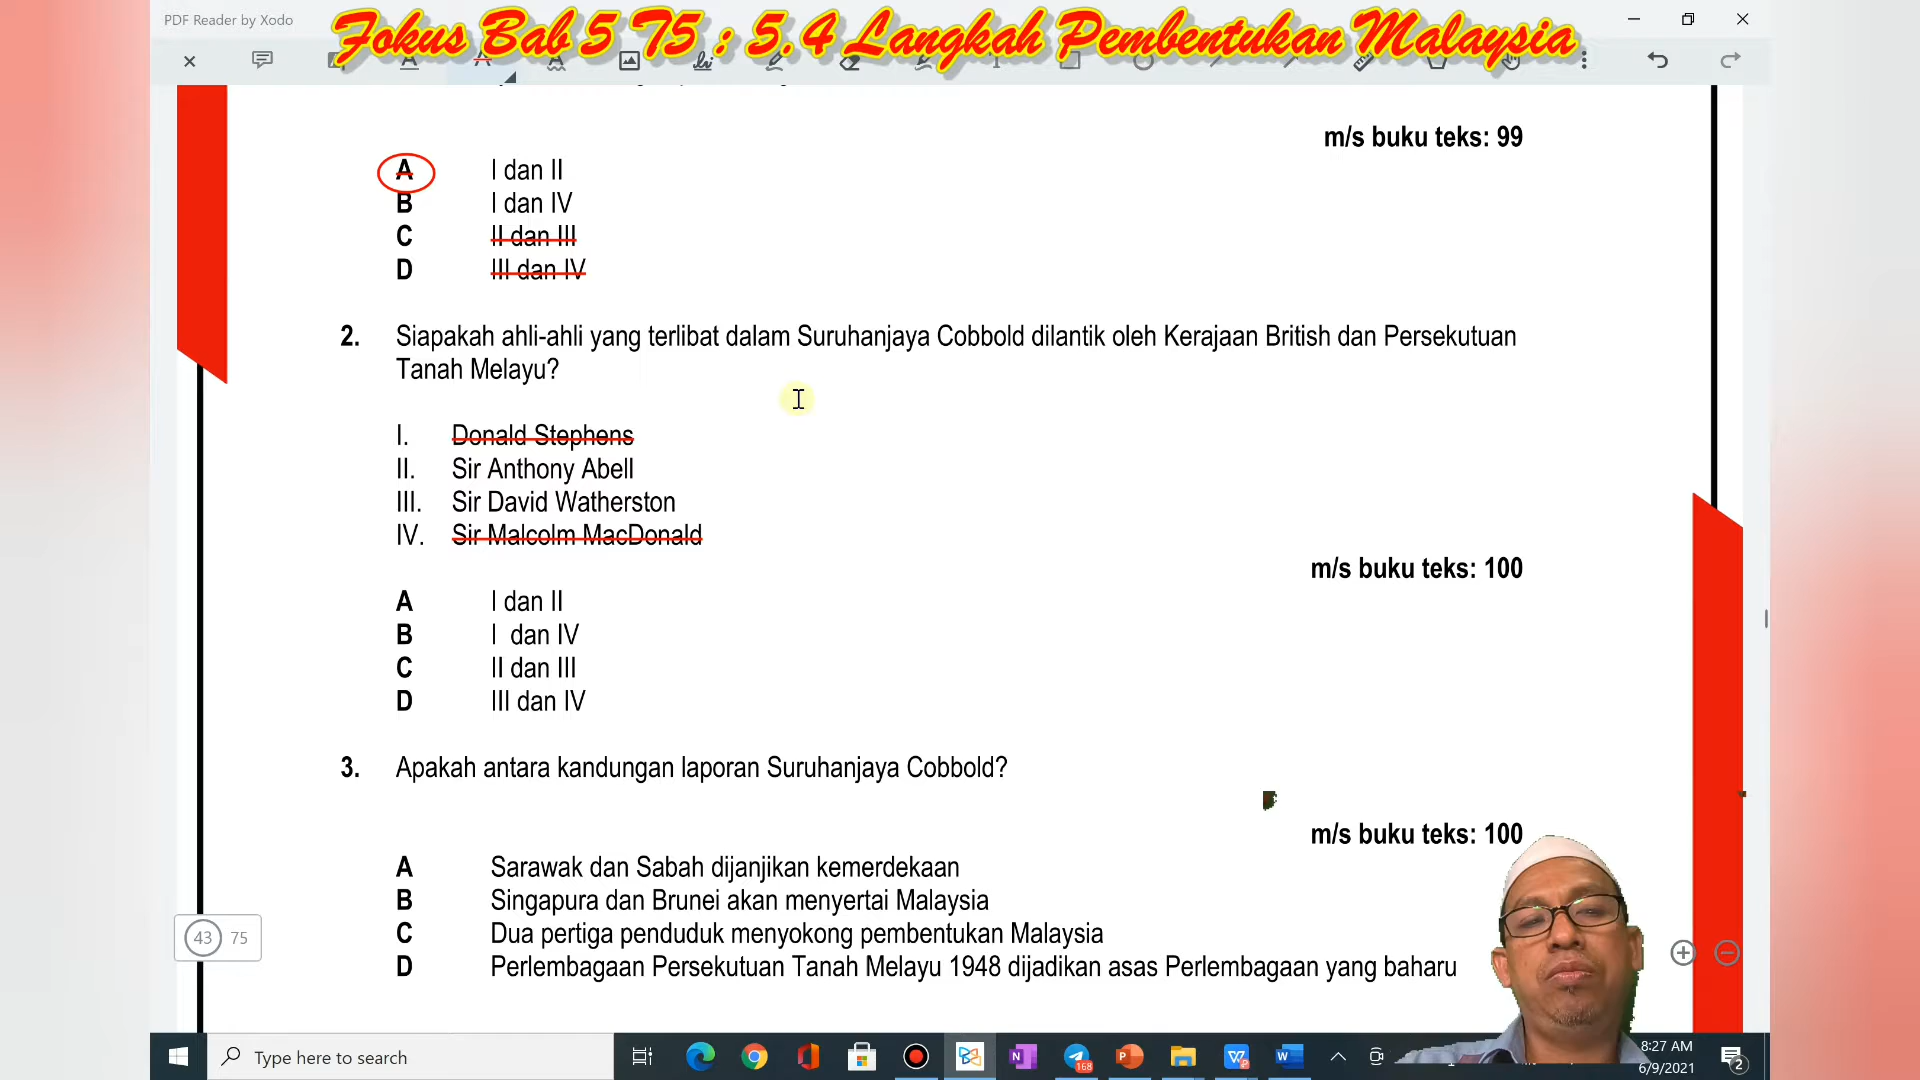 PDF Reader by Xodo
Fokus Bab 5 T5 : 5.4 Langkah Pembentukan Malaysia
m/s buku teks: 99
A I dan II
B I dan IV
C II dan III
D III dan IV
2. Siapakah ahli-ahli yang terlibat dalam Suruhanjaya Cobbold dilantik oleh Kerajaan British dan Persekutuan
Tanah Melayu?
I. Donald Stephens
II. Sir Anthony Abell
III. Sir David Watherston
IV. Sir Malcolm MacDonald
m/s buku teks: 100
A I dan II
B I dan IV
C II dan III
D III dan IV
3. Apakah antara kandungan laporan Suruhanjaya Cobbold?
m/s buku teks: 100
A Sarawak dan Sabah dijanjikan kemerdekaan
B Singapura dan Brunei akan menyertai Malaysia
C Dua pertiga penduduk menyokong pembentukan Malaysia
D Perlembagaan Persekutuan Tanah Melayu 1948 dijadikan asas Perlembagaan yang baharu
43 75
Type here to search
168
8:27 AM
6/9/2021
2